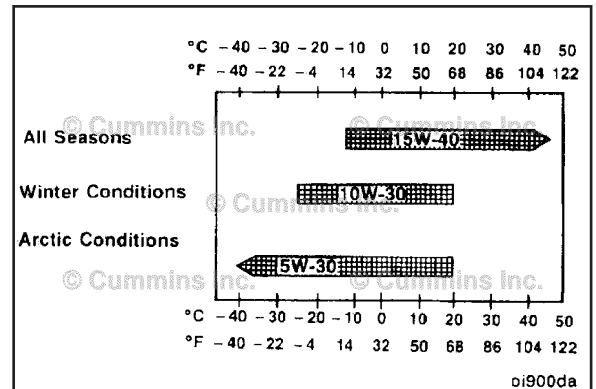 °C -40 -30 -20 -10 0 10 20 30 40 50
°F -40 -22 -4 14 32 50 68 86 104 122
© Cummins Inc.
© Cummins Inc.
All Seasons
15W-40
Winter Conditions
10W-30
© Cummins Inc.
Arctic Conditions
5W-30
© Cummins Inc.
© Cummins Inc.
°C -40 -30 -20 -10 0 10 20 30 40 50
°F -40 -22 -4 14 32 50 68 86 104 122
oi900da